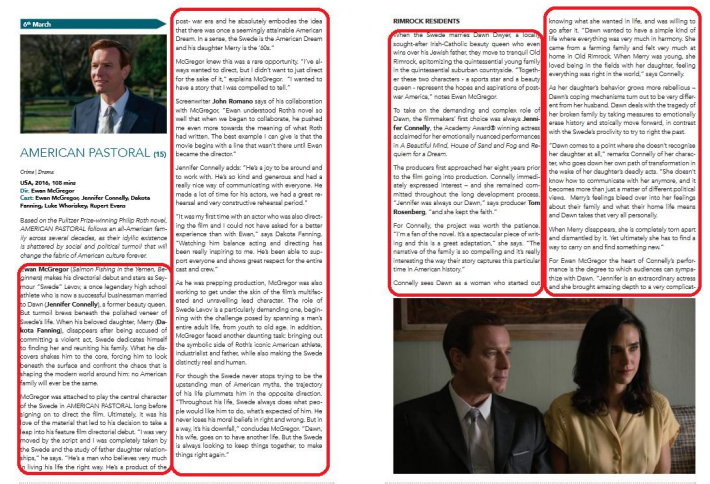 6th March
AMERICAN PASTORAL (15)
Crime | Drama
USA, 2016, 108 mins
Dir. Ewan McGregor
Cast: Ewan McGregor, Jennifer Connelly, Dakota
Fanning, Luke Whoriskey, Rupert Evans
Based on the Pulitzer Prize-winning Philip Roth novel,
AMERICAN PASTORAL follows an all-American fam-
ily across several decades, as their idyllic existence
is shattered by social and political turmoil that will
change the fabric of American culture forever.
Ewan McGregor (Salmon Fishing in the Yemen, Be-
ginners) makes his directorial debut and stars as Sey-
mour "Swede" Levov, a once legendary high school
athlete who is now a successful businessman married
to Dawn (Jennifer Connelly), a former beauty queen.
But turmoil brews beneath the polished veneer of
Swede's life. When his beloved daughter, Merry (Da-
kota Fanning), disappears after being accused of
committing a violent act, Swede dedicates himself
to finding her and reuniting his family. What he dis-
covers shakes him to the core, forcing him to look
beneath the surface and confront the chaos that is
shaping the modern world around him: no American
family will ever be the same.
McGregor was attached to play the central character
of the Swede in AMERICAN PASTORAL long before
signing on to direct the film. Ultimately, it was his
love of the material that led to his decision to take a
leap into his feature film directorial debut. "I was very
moved by the script and I was completely taken by
the Swede and the study of father daughter relation-
ships," he says. "He's a man who believes very much
in living his life the right way. He's a product of the
post- war era and he absolutely embodies the idea
that there was once a seemingly attainable American
Dream. In a sense, the Swede is the American Dream
and his daughter Merry is the '60s."
McGregor knew this was a rare opportunity. "I've al-
ways wanted to direct, but I didn't want to just direct
for the sake of it," explains McGregor. "I wanted to
have a story that I was compelled to tell."
Screenwriter John Romano says of his collaboration
with McGregor, "Ewan understood Roth's novel so
well that when we began to collaborate, he pushed
me even more towards the meaning of what Roth
had written. The best example I can give is that the
movie begins with a line that wasn't there until Ewan
became the director."
Jennifer Connelly adds: "He's a joy to be around and
to work with. He's so kind and generous and had a
really nice way of communicating with everyone. He
made a lot of time for his actors, we had a great re-
hearsal and very constructive rehearsal period."
"It was my first time with an actor who was also direct-
ing the film and I could not have asked for a better
experience than with Ewan," says Dakota Fanning.
"Watching him balance acting and directing has
been really inspiring to me. He's been able to sup-
port everyone and shows great respect for the entire
cast and crew."
As he was prepping production, McGregor was also
working to get under the skin of the film's multifac-
eted and unravelling lead character. The role of
Swede Levov is a particularly demanding one, begin-
ning with the challenge posed by spanning a man's
entire adult life, from youth to old age. In addition,
McGregor faced another daunting task: bringing out
the symbolic side of Roth's iconic American athlete,
industrialist and father, while also making the Swede
distinctly real and human.
For though the Swede never stops trying to be the
upstanding man of American myths, the trajectory
of his life plummets him in the opposite direction.
"Throughout his life, Swede always does what peo-
ple would like him to do, what's expected of him. He
never loses his moral beliefs in right and wrong. But in
a way, it's his downfall," concludes McGregor. "Dawn,
his wife, goes on to have another life. But the Swede
is always looking to keep things together, to make
things right again."
RIMROCK RESIDENTS
When the Swede marries Dawn Dwyer, a locally
sought-after Irish-Catholic beauty queen who even
wins over his Jewish father, they move to tranquil Old
Rimrock, epitomizing the quintessential young family
in the quintessential suburban countryside. "Togeth-
er these two characters - a sports star and a beauty
queen - represent the hopes and aspirations of post-
war America," notes Ewan McGregor.
To take on the demanding and complex role of
Dawn, the filmmakers' first choice was always Jenni-
fer Connelly, the Academy Award® winning actress
acclaimed for her emotionally nuanced performances
in A Beautiful Mind, House of Sand and Fog and Re-
quiem for a Dream.
The producers first approached her eight years prior
to the film going into production. Connelly immedi-
ately expressed interest – and she remained com-
mitted throughout the long development process.
"Jennifer was always our Dawn," says producer Tom
Rosenberg, "and she kept the faith."
For Connelly, the project was worth the patience.
"I'm a fan of the novel. It's a spectacular piece of writ-
ing and this is a great adaptation," she says. "The
narrative of the family is so compelling and it's really
interesting the way their story captures this particular
time in American history."
Connelly sees Dawn as a woman who started out
knowing what she wanted in life, and was willing to
go after it. "Dawn wanted to have a simple kind of
life where everything was very much in harmony. She
came from a farming family and felt very much at
home in Old Rimrock. When Merry was young, she
loved being in the fields with her daughter, feeling
everything was right in the world," says Connelly.
As her daughter's behavior grows more rebellious –
Dawn's coping mechanisms turn out to be very differ-
ent from her husband. Dawn deals with the tragedy of
her broken family by taking measures to emotionally
erase history and stoically move forward, in contrast
with the Swede's proclivity to try to right the past.
"Dawn comes to a point where she doesn't recognise
her daughter at all," remarks Connelly of her charac-
ter, who goes down her own path of transformation in
the wake of her daughter's deadly acts. "She doesn't
know how to communicate with her anymore, and it
becomes more than just a matter of different political
views. Merry's feelings bleed over into her feelings
about their family and what their home life means
and Dawn takes that very all personally.
When Merry disappears, she is completely torn apart
and dismantled by it. Yet ultimately she has to find a
way to carry on and find something new."
For Ewan McGregor the heart of Connelly's perfor-
mance is the degree to which audiences can sympa-
thize with Dawn. "Jennifer is an extraordinary actress
and she brought amazing depth to a very complicat-